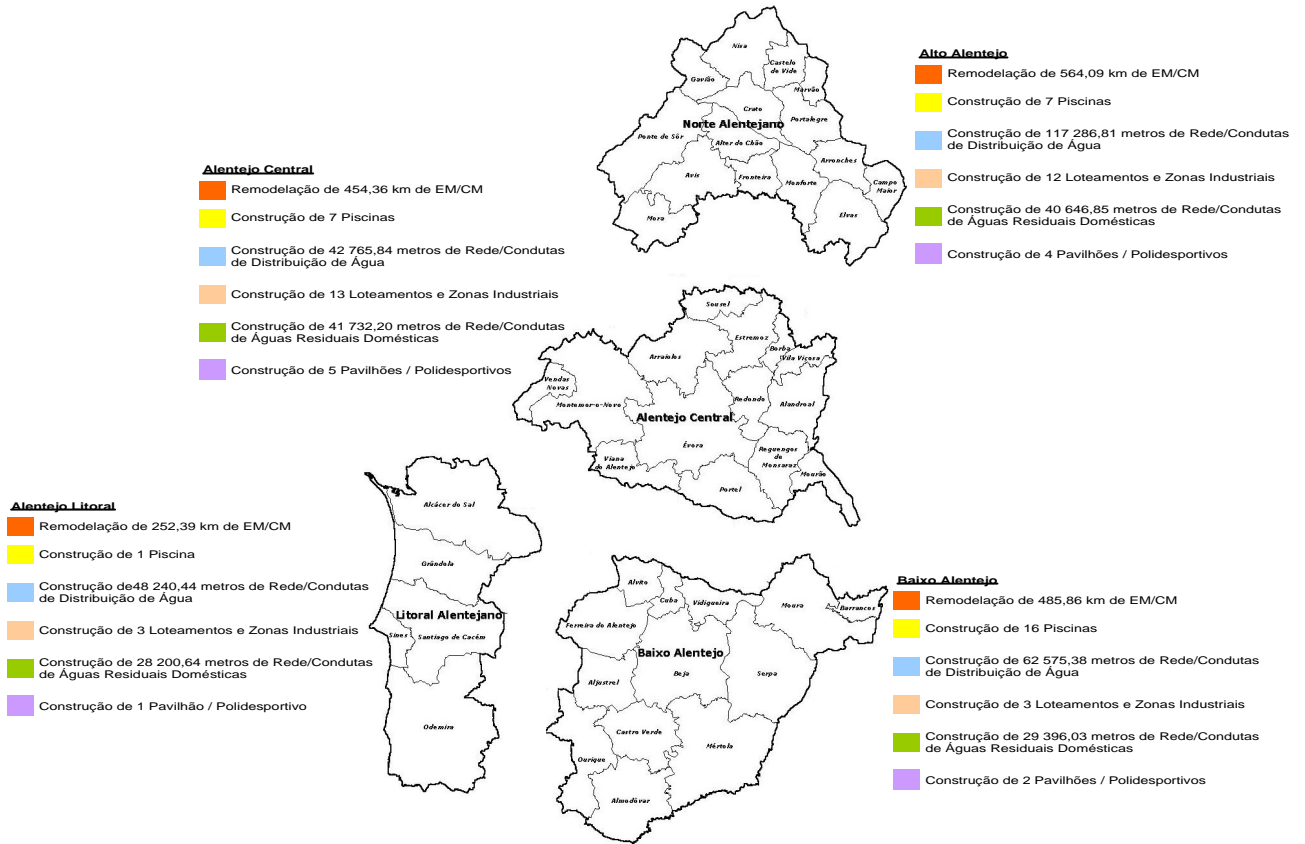 Nisa
Castelo
de Vide
Gavião
Marvão
Crato
Portalegre
Norte Alentejano
Ponte de Sôr
Alter do Chão
Arronches
Avis
Fronteira
Monforte
Campo
Maior
Mora
Elvas
Alto Alentejo
Remodelação de 564,09 km de EM/CM
Construção de 7 Piscinas
Construção de 117 286,81 metros de Rede/Condutas
de Distribuição de Água
Construção de 12 Loteamentos e Zonas Industriais
Construção de 40 646,85 metros de Rede/Condutas
de Águas Residuais Domésticas
Construção de 4 Pavilhões / Polidesportivos
Alentejo Central
Remodelação de 454,36 km de EM/CM
Construção de 7 Piscinas
Construção de 42 765,84 metros de Rede/Condutas
de Distribuição de Água
Construção de 13 Loteamentos e Zonas Industriais
Construção de 41 732,20 metros de Rede/Condutas
de Águas Residuais Domésticas
Construção de 5 Pavilhões / Polidesportivos
Sousel
Estremoz
Arraiolos
Borba
Vila Viçosa
Vendas
Novas
Montemor-o-Novo
Redondo
Alandroal
Alentejo Central
Évora
Viana
do Alentejo
Reguengos
de
Monsaraz
Mourão
Portel
Alentejo Litoral
Remodelação de 252,39 km de EM/CM
Construção de 1 Piscina
Construção de48 240,44 metros de Rede/Condutas
de Distribuição de Água
Construção de 3 Loteamentos e Zonas Industriais
Construção de 28 200,64 metros de Rede/Condutas
de Águas Residuais Domésticas
Construção de 1 Pavilhão / Polidesportivo
Alcácer do Sal
Grândola
Litoral Alentejano
Sines
Santiago de Cacém
Odemira
Alvito
Cuba
Vidigueira
Moura
Barrancos
Ferreira do Alentejo
Baixo Alentejo
Aljustrel
Beja
Serpa
Castro Verde
Mértola
Ourique
Almodôvar
Baixo Alentejo
Remodelação de 485,86 km de EM/CM
Construção de 16 Piscinas
Construção de 62 575,38 metros de Rede/Condutas
de Distribuição de Água
Construção de 3 Loteamentos e Zonas Industriais
Construção de 29 396,03 metros de Rede/Condutas
de Águas Residuais Domésticas
Construção de 2 Pavilhões / Polidesportivos